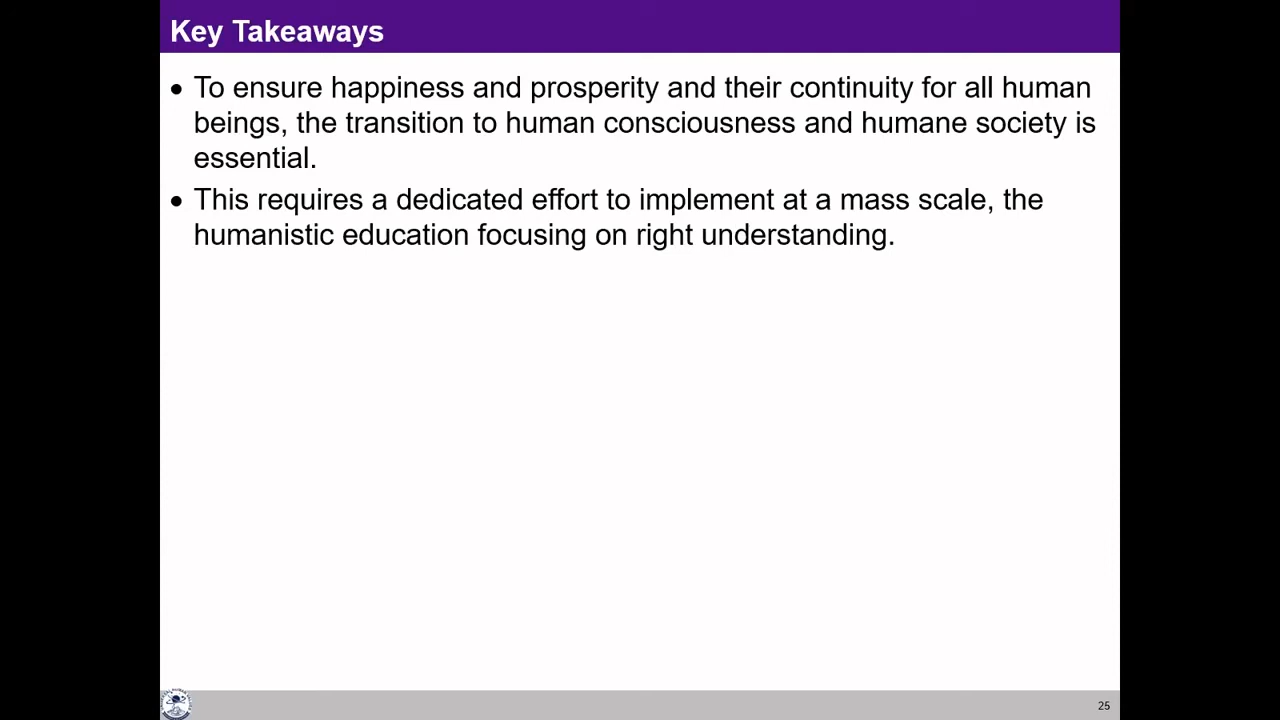 Key Takeaways
• To ensure happiness and prosperity and their continuity for all human
beings, the transition to human consciousness and humane society is
essential.
• This requires a dedicated effort to implement at a mass scale, the
humanistic education focusing on right understanding.
25